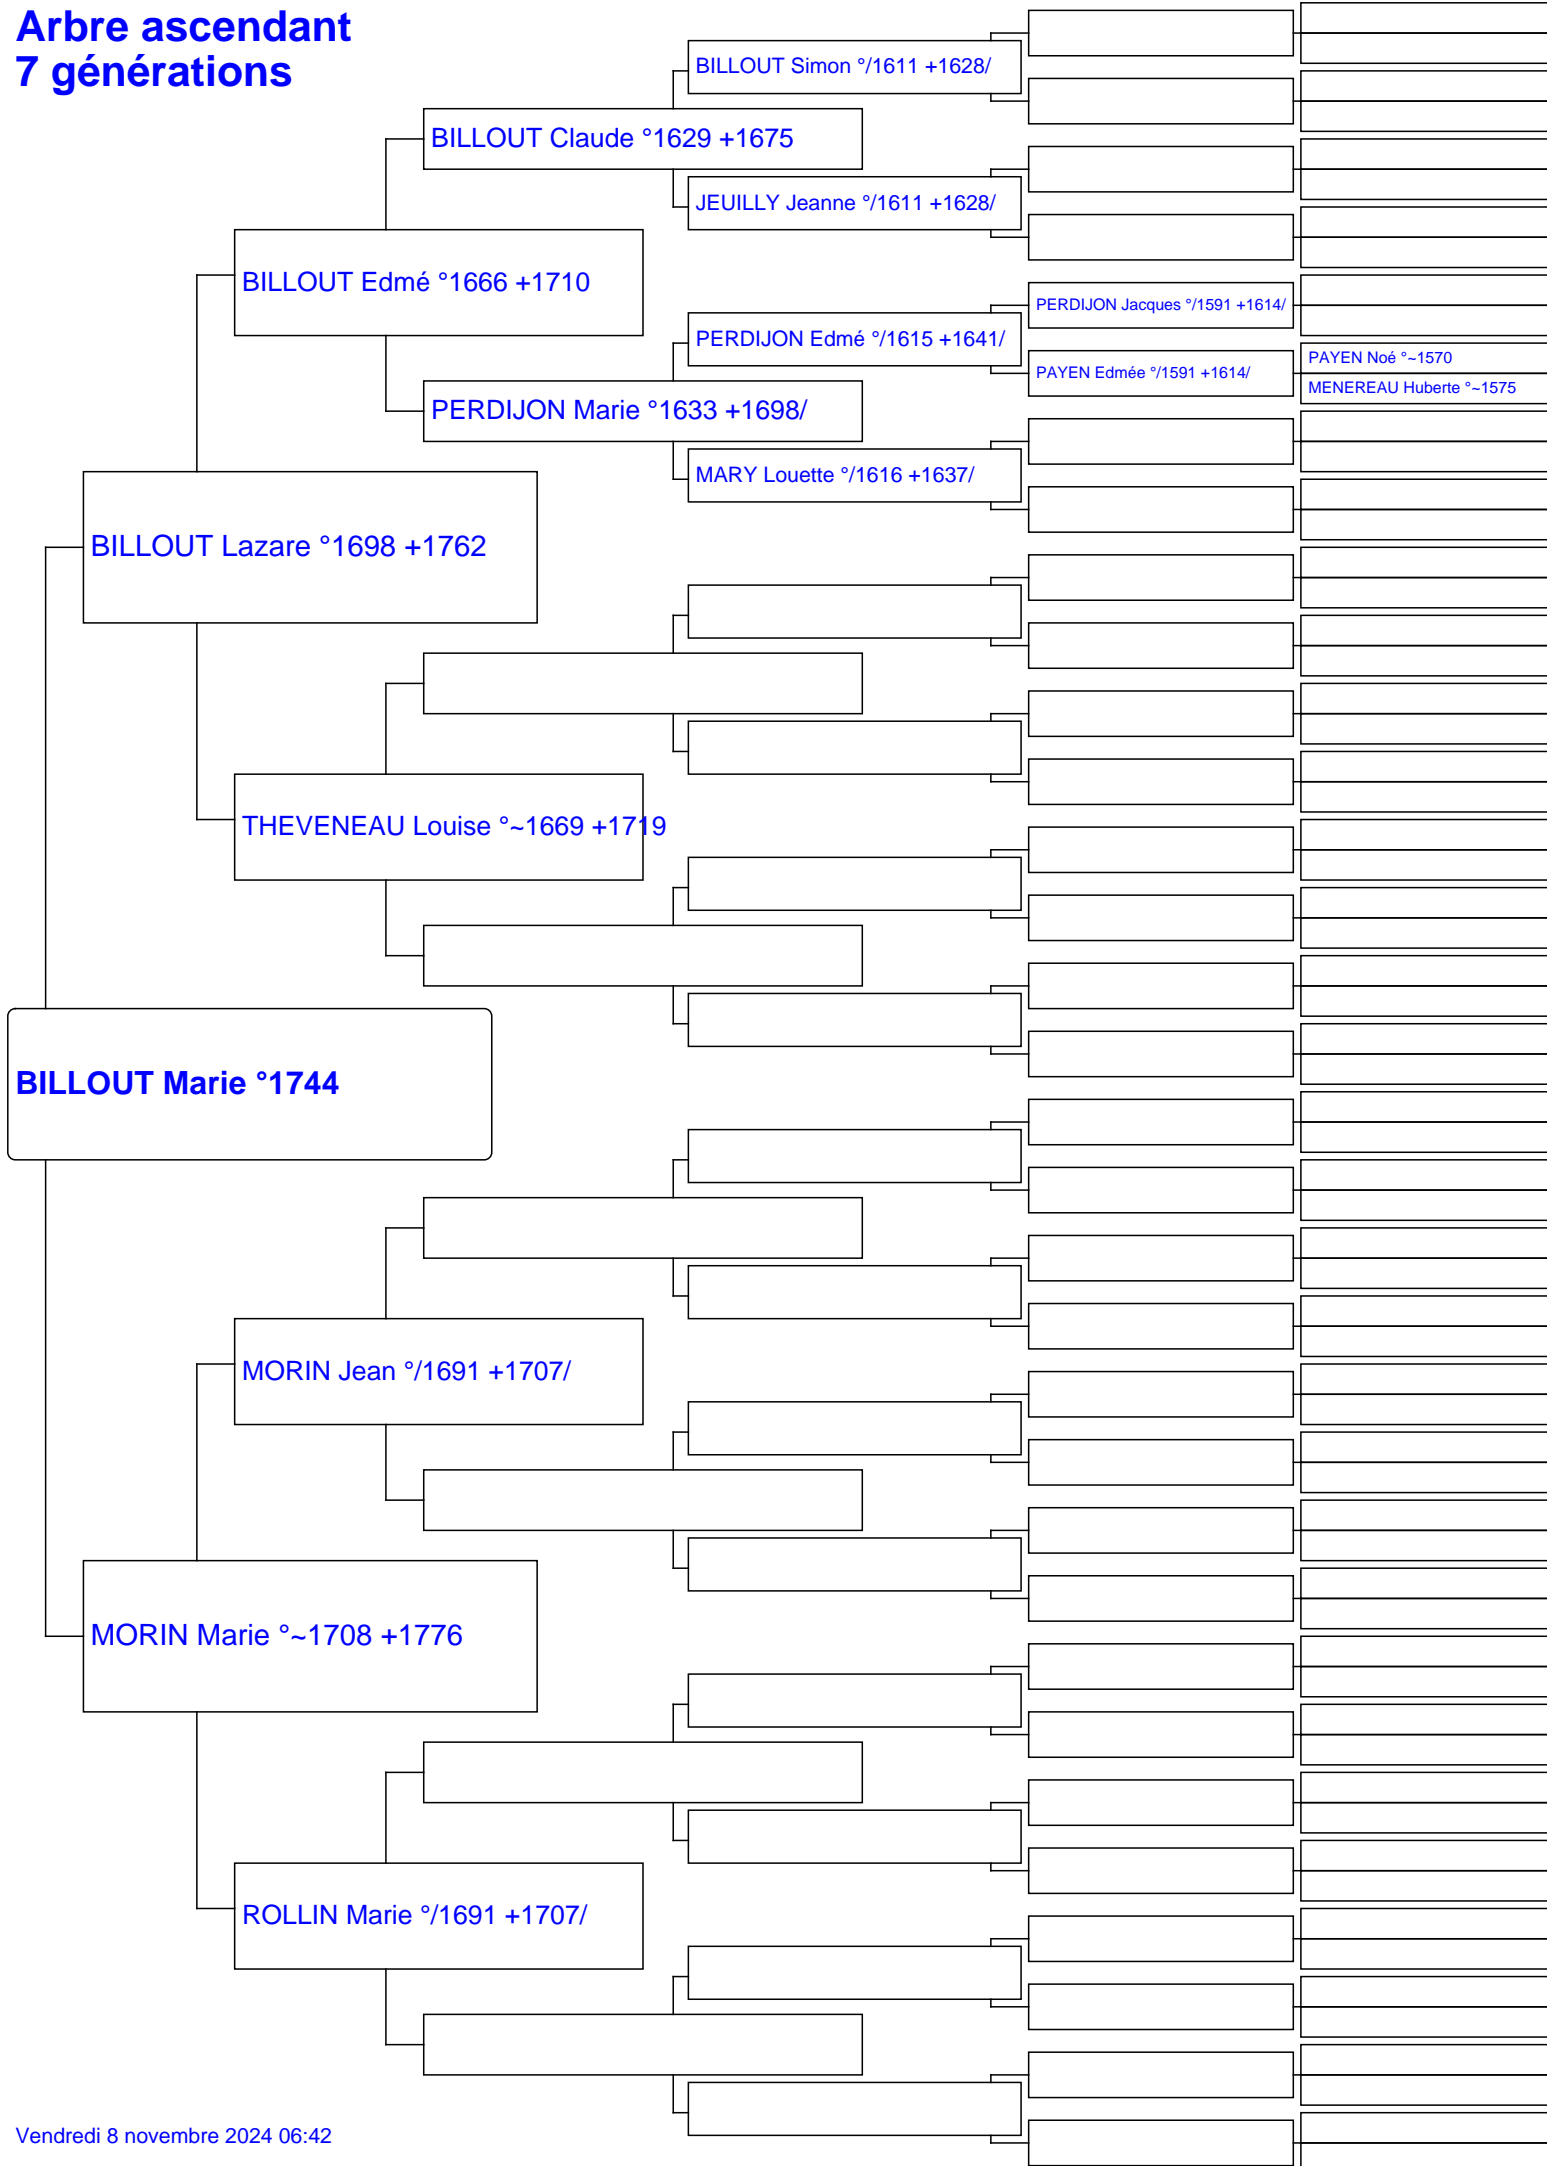 Arbre ascendant
7 générations
BILLOUT Simon °/1611 +1628/
BILLOUT Claude °1629 +1675
JEUILLY Jeanne °/1611 +1628/
BILLOUT Edmé °1666 +1710
PERDIJON Jacques °/1591 +1614/
PERDIJON Edmé °/1615 +1641/
PAYEN Noé °~1570
PAYEN Edmée °/1591 +1614/
MENEREAU Huberte °~1575
PERDIJON Marie °1633 +1698/
MARY Louette °/1616 +1637/
BILLOUT Lazare °1698 +1762
THEVENEAU Louise °~1669 +1719
BILLOUT Marie °1744
MORIN Jean °/1691 +1707/
MORIN Marie °~1708 +1776
ROLLIN Marie °/1691 +1707/
Vendredi 8 novembre 2024 06:42